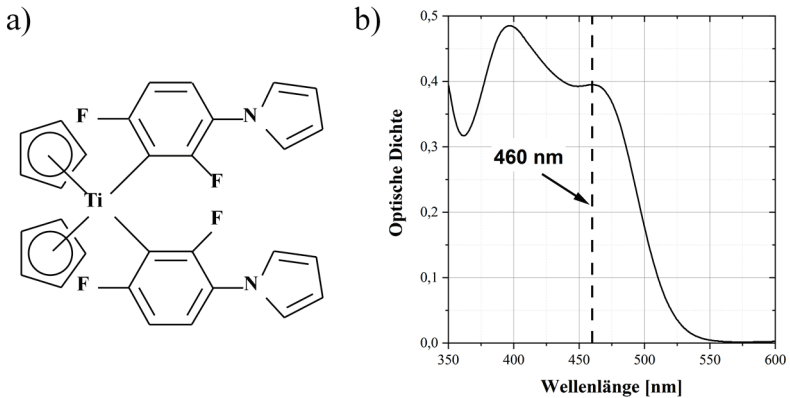 a)
F
N
F
Ti
F
F
N
b)
0,5
0,4
0,3
0,2
0,1
0,0
Optische Dichte
460 nm
350
400
450
500
550
600
Wellenlänge [nm]